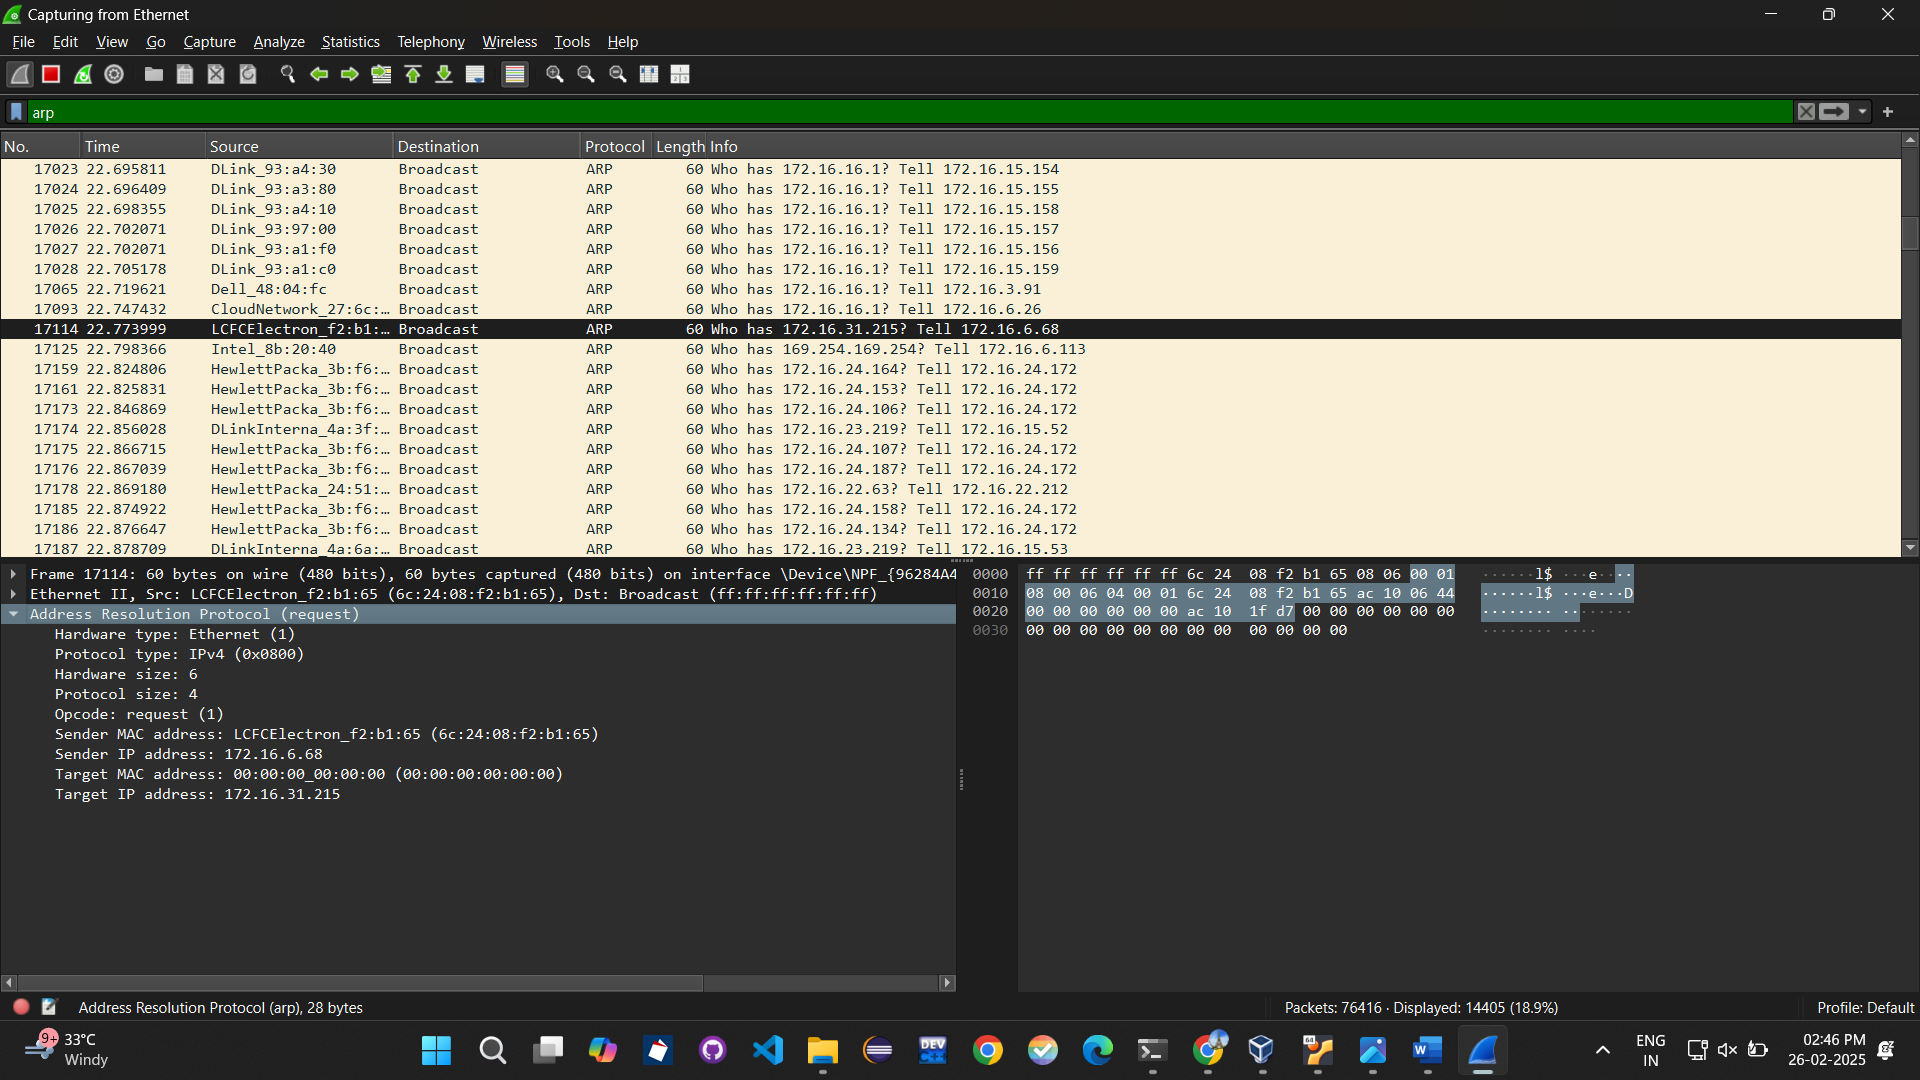 Capturing from Ethernet
File Edit View Go Capture Analyze Statistics Telephony Wireless Tools Help
arp
No. Time Source Destination Protocol Length Info
17023 22.695811 DLink_93:a4:30 Broadcast ARP 60 Who has 172.16.16.1? Tell 172.16.15.154
17024 22.696409 DLink_93:a3:80 Broadcast ARP 60 Who has 172.16.16.1? Tell 172.16.15.155
17025 22.698355 DLink_93:a4:10 Broadcast ARP 60 Who has 172.16.16.1? Tell 172.16.15.158
17026 22.702071 DLink_93:97:00 Broadcast ARP 60 Who has 172.16.16.1? Tell 172.16.15.157
17027 22.702071 DLink_93:a1:f0 Broadcast ARP 60 Who has 172.16.16.1? Tell 172.16.15.156
17028 22.705178 DLink_93:a1:c0 Broadcast ARP 60 Who has 172.16.16.1? Tell 172.16.15.159
17065 22.719621 Dell_48:04:fc Broadcast ARP 60 Who has 172.16.16.1? Tell 172.16.3.91
17093 22.747432 CloudNetwork_27:6c:… Broadcast ARP 60 Who has 172.16.16.1? Tell 172.16.6.26
17114 22.773999 LCFCElectron_f2:b1:… Broadcast ARP 60 Who has 172.16.31.215? Tell 172.16.6.68
17125 22.798366 Intel_8b:20:40 Broadcast ARP 60 Who has 169.254.169.254? Tell 172.16.6.113
17159 22.824806 HewlettPacka_3b:f6:… Broadcast ARP 60 Who has 172.16.24.164? Tell 172.16.24.172
17161 22.825831 HewlettPacka_3b:f6:… Broadcast ARP 60 Who has 172.16.24.153? Tell 172.16.24.172
17173 22.846869 HewlettPacka_3b:f6:… Broadcast ARP 60 Who has 172.16.24.106? Tell 172.16.24.172
17174 22.856028 DLinkInterna_4a:3f:… Broadcast ARP 60 Who has 172.16.23.219? Tell 172.16.15.52
17175 22.866715 HewlettPacka_3b:f6:… Broadcast ARP 60 Who has 172.16.24.107? Tell 172.16.24.172
17176 22.867039 HewlettPacka_3b:f6:… Broadcast ARP 60 Who has 172.16.24.187? Tell 172.16.24.172
17178 22.869180 HewlettPacka_24:51:… Broadcast ARP 60 Who has 172.16.22.63? Tell 172.16.22.212
17185 22.874922 HewlettPacka_3b:f6:… Broadcast ARP 60 Who has 172.16.24.158? Tell 172.16.24.172
17186 22.876647 HewlettPacka_3b:f6:… Broadcast ARP 60 Who has 172.16.24.134? Tell 172.16.24.172
17187 22.878709 DLinkInterna_4a:6a:… Broadcast ARP 60 Who has 172.16.23.219? Tell 172.16.15.53
Frame 17114: 60 bytes on wire (480 bits), 60 bytes captured (480 bits) on interface \Device\NPF_{96284A4
Ethernet II, Src: LCFCElectron_f2:b1:65 (6c:24:08:f2:b1:65), Dst: Broadcast (ff:ff:ff:ff:ff:ff)
Address Resolution Protocol (request)
Hardware type: Ethernet (1)
Protocol type: IPv4 (0x0800)
Hardware size: 6
Protocol size: 4
Opcode: request (1)
Sender MAC address: LCFCElectron_f2:b1:65 (6c:24:08:f2:b1:65)
Sender IP address: 172.16.6.68
Target MAC address: 00:00:00_00:00:00 (00:00:00:00:00:00)
Target IP address: 172.16.31.215
0000 ff ff ff ff ff ff 6c 24 08 f2 b1 65 08 06 00 01 ······l$ ···e····
0010 08 00 06 04 00 01 6c 24 08 f2 b1 65 ac 10 06 44 ······l$ ···e···D
0020 00 00 00 00 00 00 ac 10 1f d7 00 00 00 00 00 00 ········ ········
0030 00 00 00 00 00 00 00 00 00 00 00 00 ········ ····
Address Resolution Protocol (arp), 28 bytes
Packets: 76416 · Displayed: 14405 (18.9%)
Profile: Default
9+
33°C
Windy
DEV
C++
64
ENG
IN
02:46 PM
26-02-2025